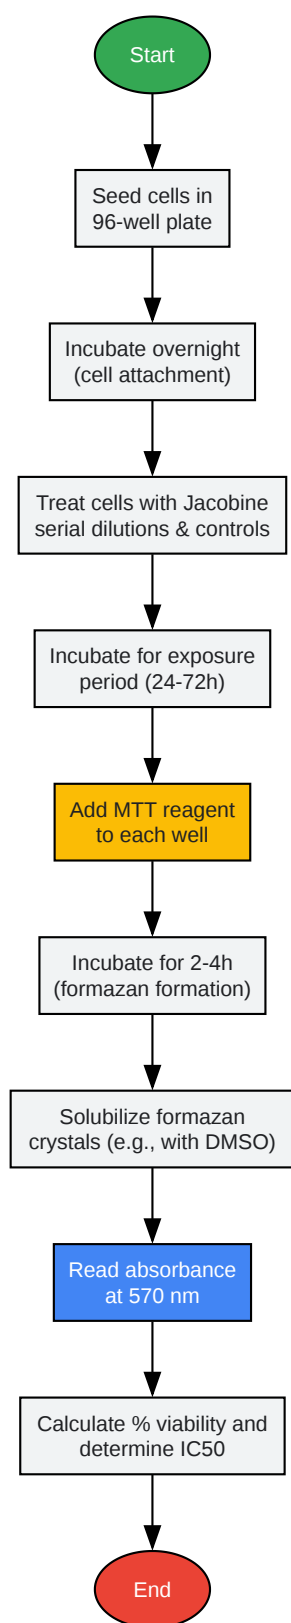 Start
Seed cells in
96-well plate
Incubate overnight
(cell attachment)
Treat cells with Jacobine
serial dilutions & controls
Incubate for exposure
period (24-72h)
Add MTT reagent
to each well
Incubate for 2-4h
(formazan formation)
Solubilize formazan
crystals (e.g., with DMSO)
Read absorbance
at 570 nm
Calculate % viability and
determine IC50
End